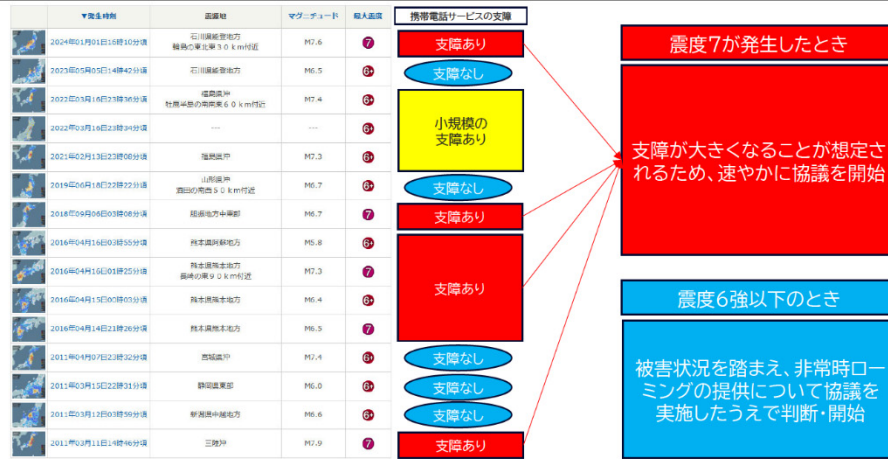 ▼発生時刻 震源地 マグニチュード 最大震度 携帯電話サービスの支障
2024年01月01日16時10分頃 石川県能登地方 M7.6 7 支障あり
輪島の東北東30km付近
2023年05月05日14時42分頃 石川県能登地方 M6.5 6+ 支障なし
2022年03月16日23時36分頃 福島県沖 M7.4 6+
牡鹿半島の南南東60km付近
2022年03月16日23時34分頃 --- --- 6+
小規模の
支障あり
2021年02月13日23時08分頃 福島県沖 M7.3 6+
2019年06月18日22時22分頃 山形県沖 M6.7 6+ 支障なし
酒田の南西50km付近
2018年09月06日03時08分頃 胆振地方中東部 M6.7 7 支障あり
2016年04月16日03時55分頃 熊本県阿蘇地方 M5.8 6+
2016年04月16日01時25分頃 熊本県熊本地方 M7.3 7
長崎の東90km付近
支障あり
2016年04月15日00時03分頃 熊本県熊本地方 M6.4 6+
2016年04月14日21時26分頃 熊本県熊本地方 M6.5 7
2011年04月07日23時32分頃 宮城県沖 M7.4 6+ 支障なし
2011年03月15日22時31分頃 静岡県東部 M6.0 6+ 支障なし
2011年03月12日03時59分頃 新潟県中越地方 M6.6 6+ 支障なし
2011年03月11日14時46分頃 三陸沖 M7.9 7 支障あり
震度7が発生したとき
支障が大きくなることが想定さ
れるため、速やかに協議を開始
震度6強以下のとき
被害状況を踏まえ、非常時ロー
ミングの提供について協議を
実施したうえで判断・開始